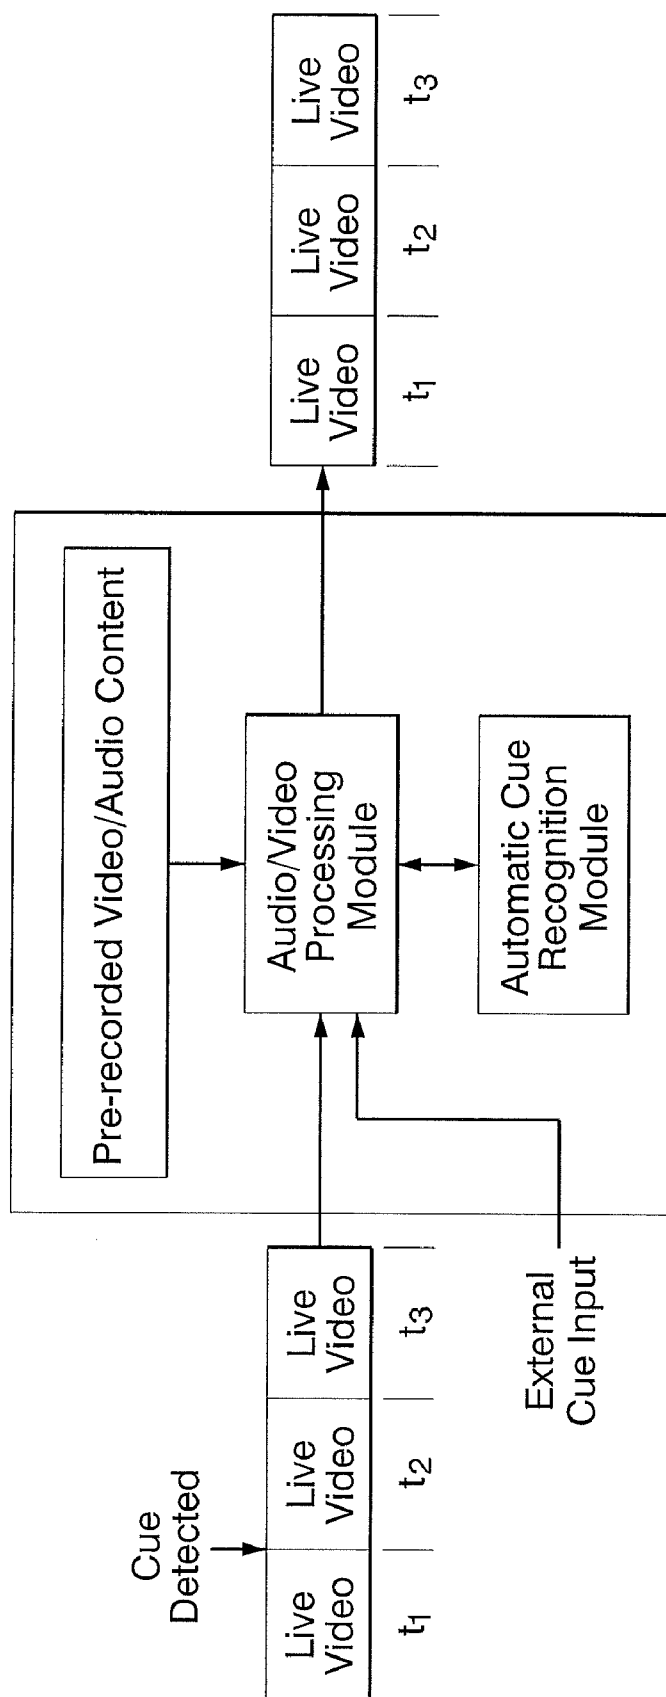 Cue
Detected
Live
Video
Live
Video
Live
Video
t1
t2
t3
External
Cue Input
Pre-recorded Video/Audio Content
Audio/Video
Processing
Module
Automatic Cue
Recognition
Module
Live
Video
Live
Video
Live
Video
t1
t2
t3